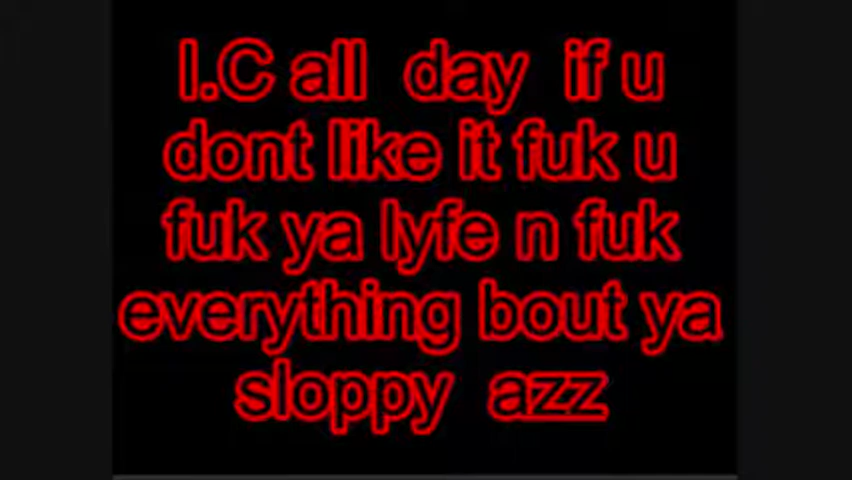 I.C all day if u
dont like it fuk u
fuk ya lyfe n fuk
everything bout ya
sloppy azz